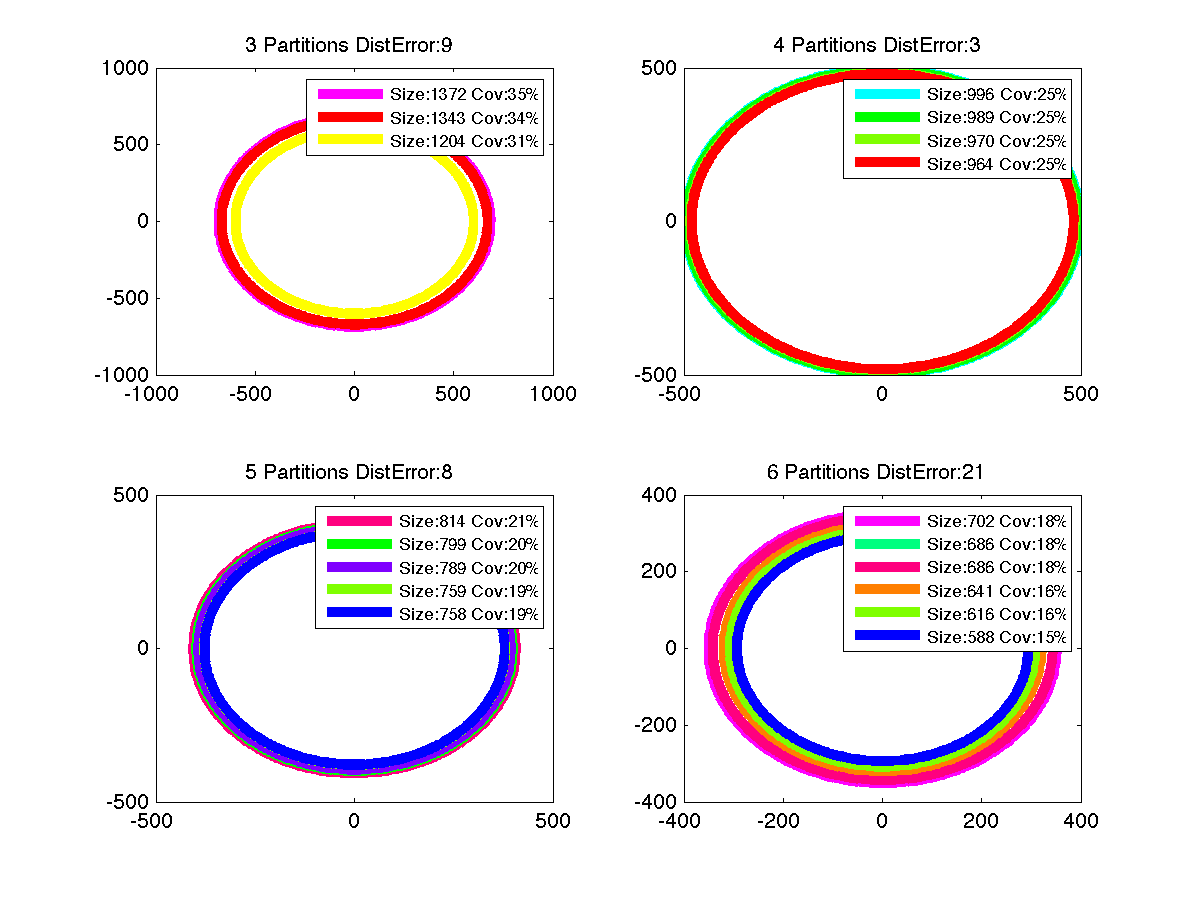 3 Partitions DistError:9
1000
500
0
-500
-1000
-1000 -500 0 500 1000
Size:1372 Cov:35%
Size:1343 Cov:34%
Size:1204 Cov:31%
4 Partitions DistError:3
500
0
-500
-500 0 500
Size:996 Cov:25%
Size:989 Cov:25%
Size:970 Cov:25%
Size:964 Cov:25%
5 Partitions DistError:8
500
0
-500
-500 0 500
Size:814 Cov:21%
Size:799 Cov:20%
Size:789 Cov:20%
Size:759 Cov:19%
Size:758 Cov:19%
6 Partitions DistError:21
400
200
0
-200
-400
-400 -200 0 200 400
Size:702 Cov:18%
Size:686 Cov:18%
Size:686 Cov:18%
Size:641 Cov:16%
Size:616 Cov:16%
Size:588 Cov:15%